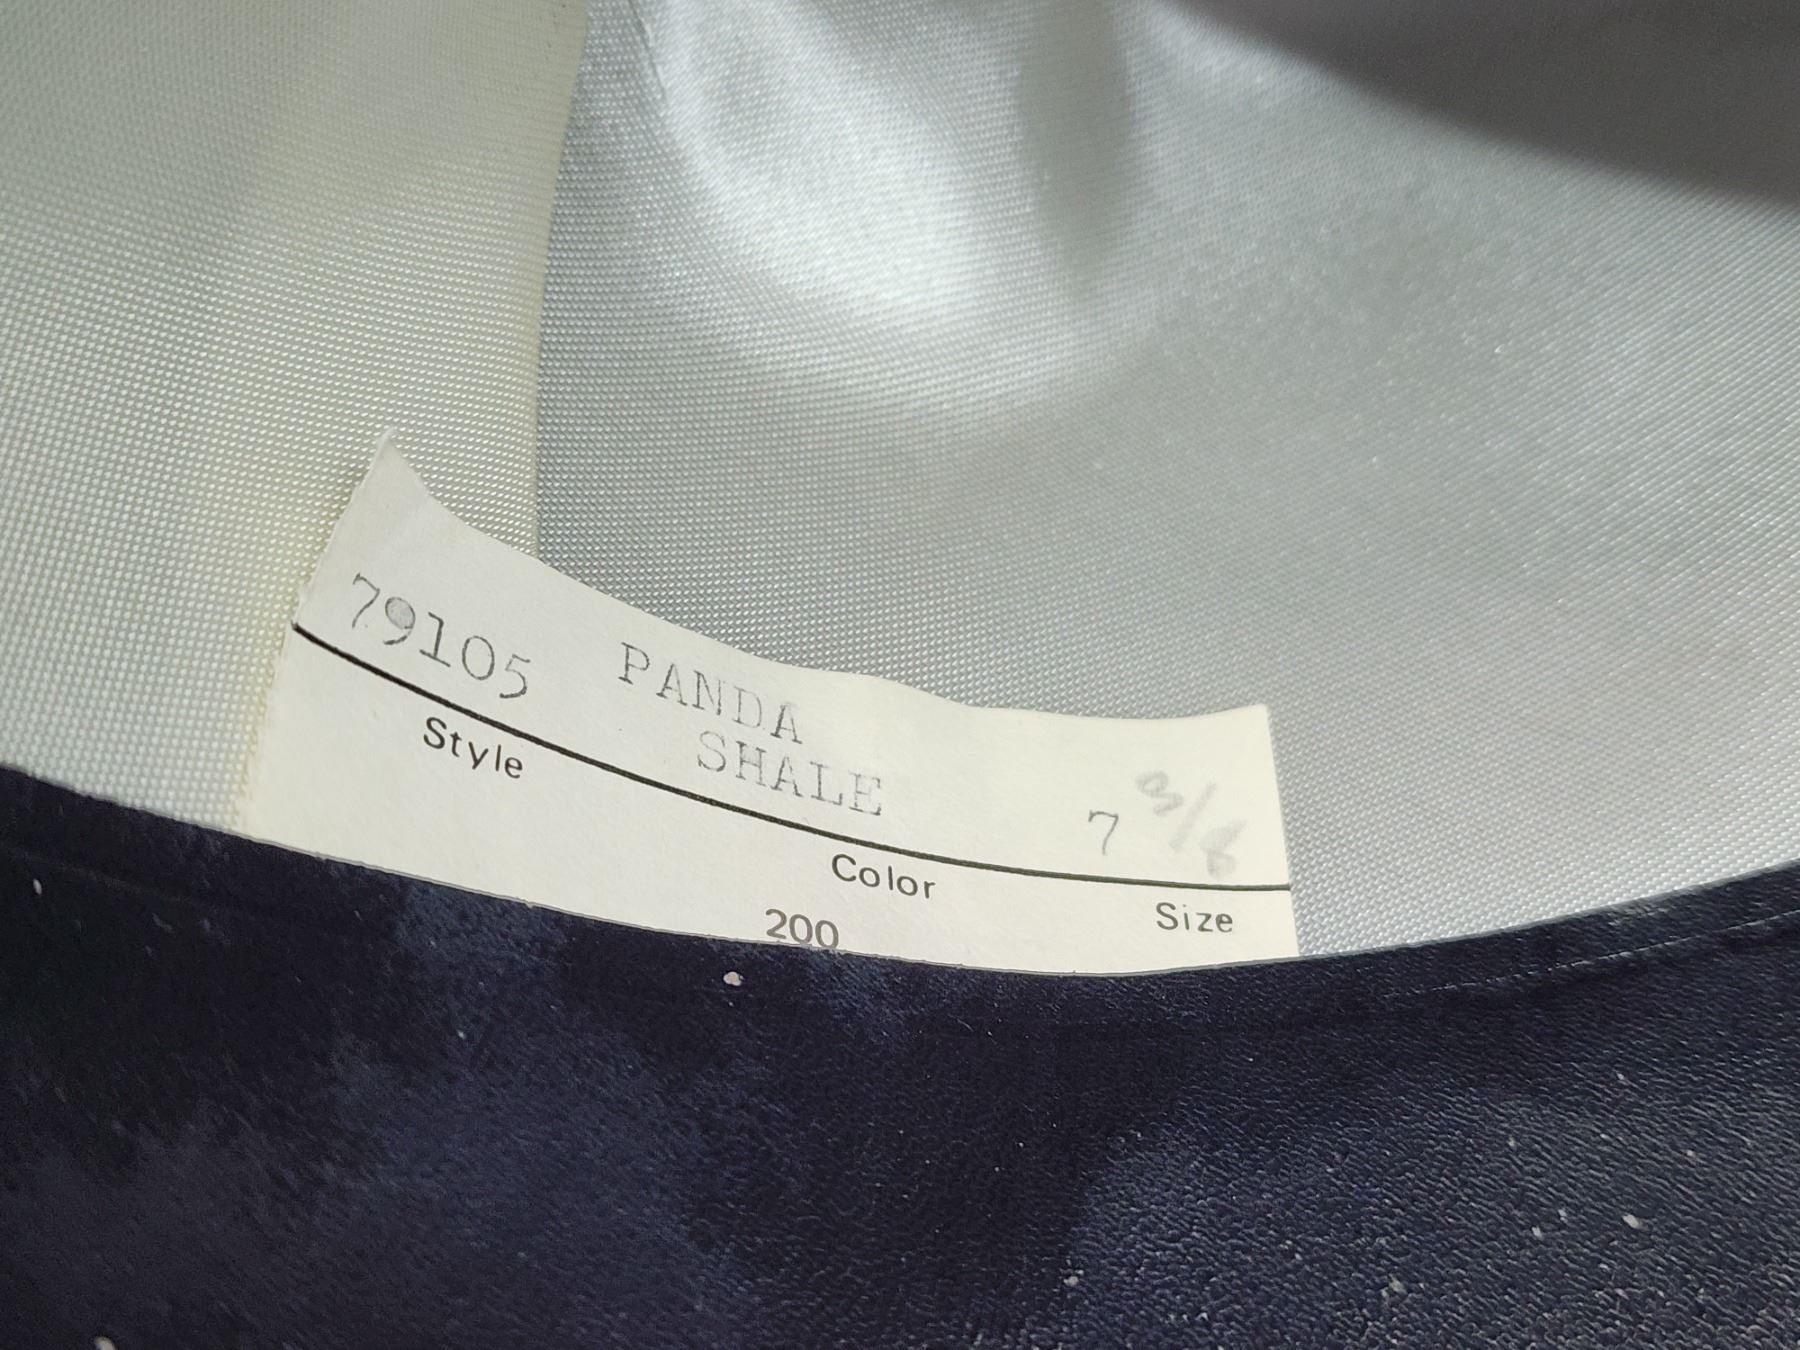 79105 PANDA
SHALE 7 3/8
Style Color Size
200